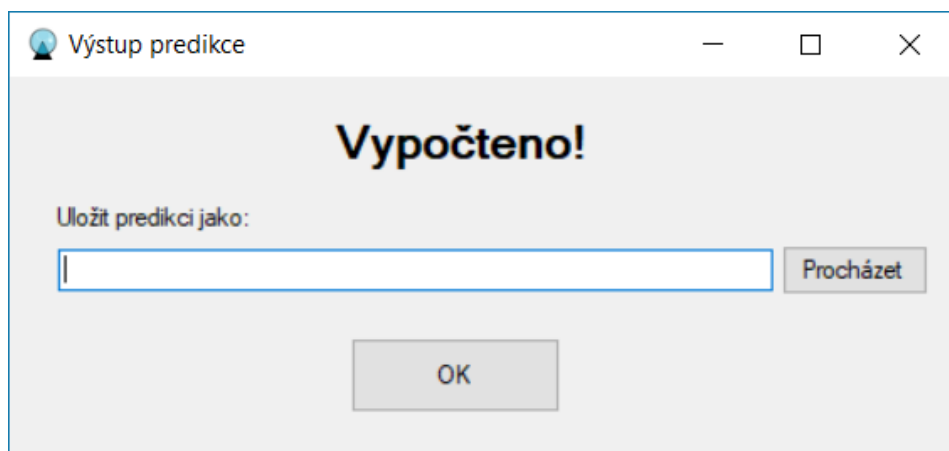 Výstup predikce
Vypočteno!
Uložit predikci jako:
Procházet
OK